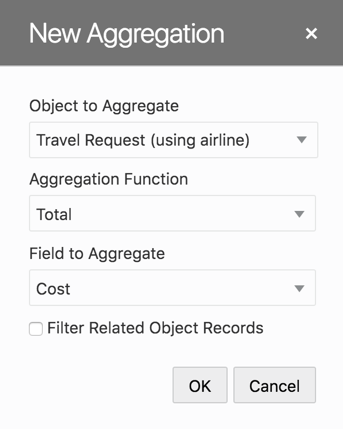 New Aggregation ×
Object to Aggregate
Travel Request (using airline)
Aggregation Function
Total
Field to Aggregate
Cost
Filter Related Object Records
OK Cancel